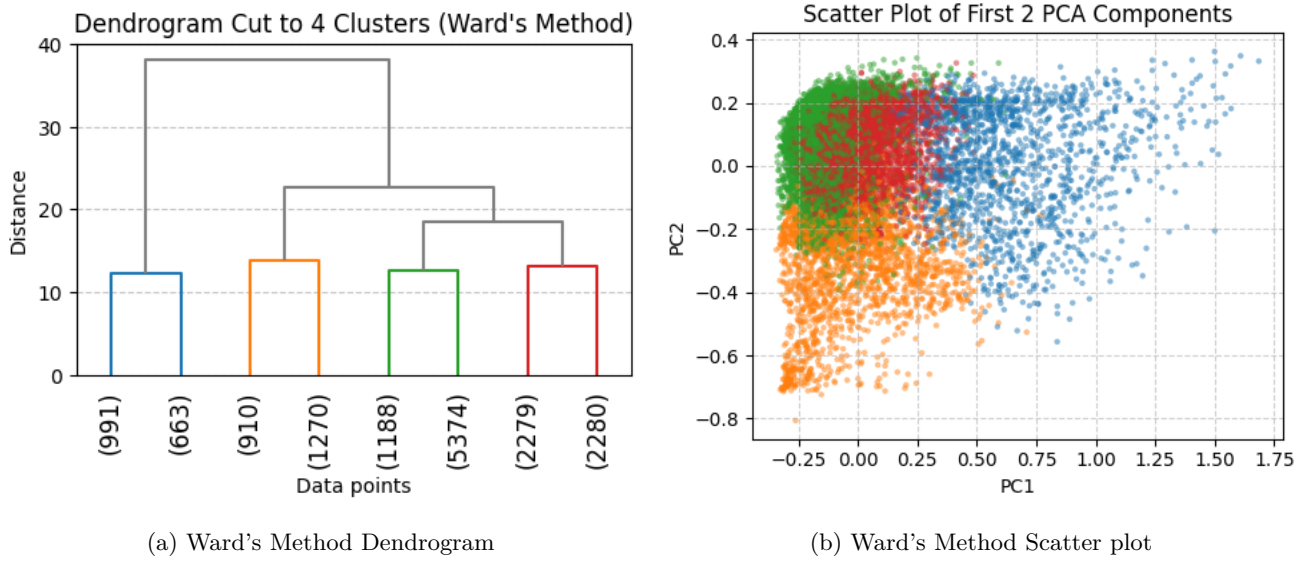 Dendrogram Cut to 4 Clusters (Ward's Method)
40
30
20
10
0
Distance
(991)
(663)
(910)
(1270)
(1188)
(5374)
(2279)
(2280)
Data points
(a) Ward's Method Dendrogram
Scatter Plot of First 2 PCA Components
0.4
0.2
0.0
−0.2
−0.4
−0.6
−0.8
PC2
−0.25 0.00 0.25 0.50 0.75 1.00 1.25 1.50 1.75
PC1
(b) Ward's Method Scatter plot